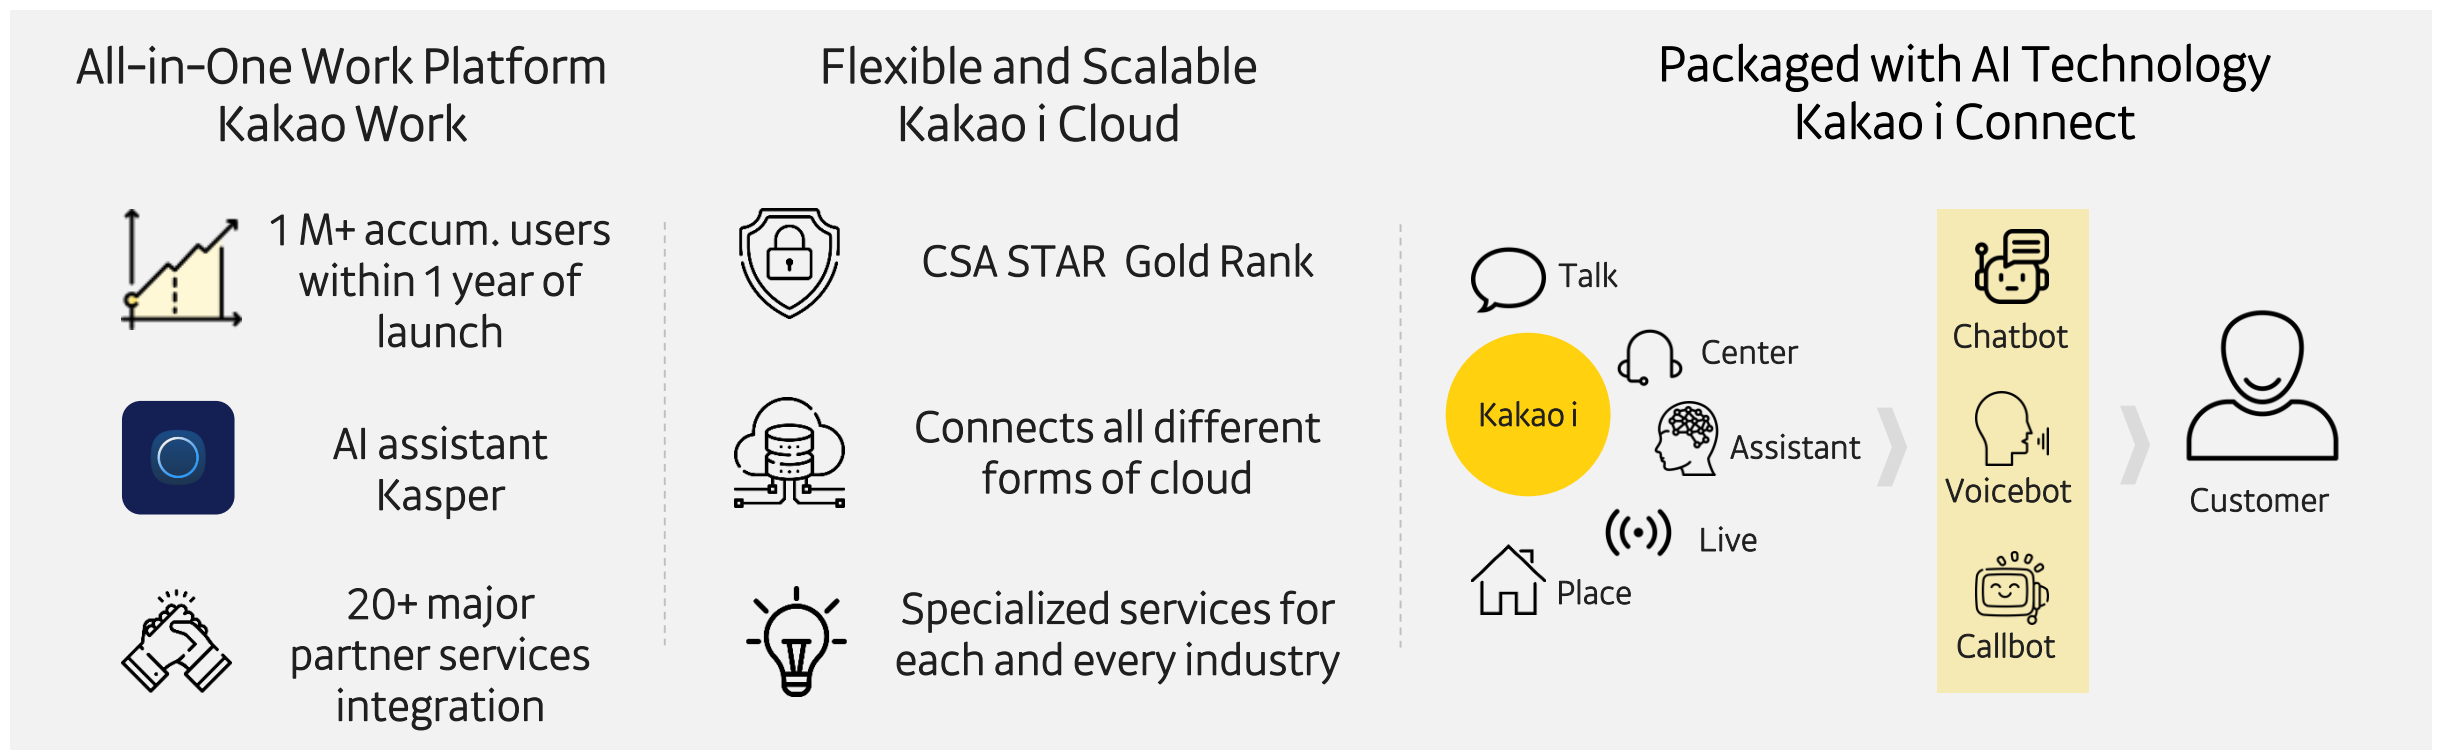 All-in-One Work Platform
Kakao Work
1 M+ accum. users
within 1 year of
launch
AI assistant
Kasper
20+ major
partner services
integration
Flexible and Scalable
Kakao i Cloud
CSA STAR  Gold Rank
Connects all different
forms of cloud
Specialized services for
each and every industry
Packaged with AI Technology
Kakao i Connect
Talk
Kakao i
Center
Assistant
Live
Place
Chatbot
Voicebot
Callbot
Customer